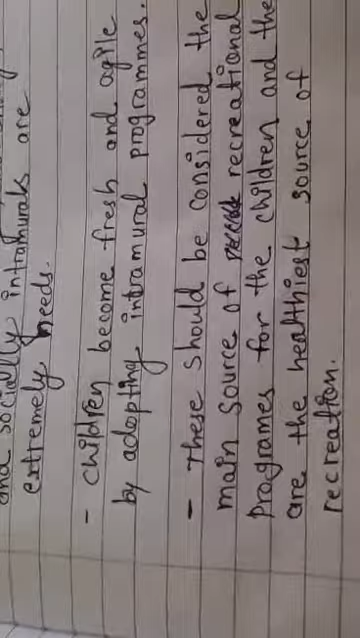 and socially intramurals are
extremely needs.
- Children become fresh and agile
by adopting intramural programmes.
- These should be considered the
main source of recreational
programes for the children and the
are the healthiest source of
recreation.